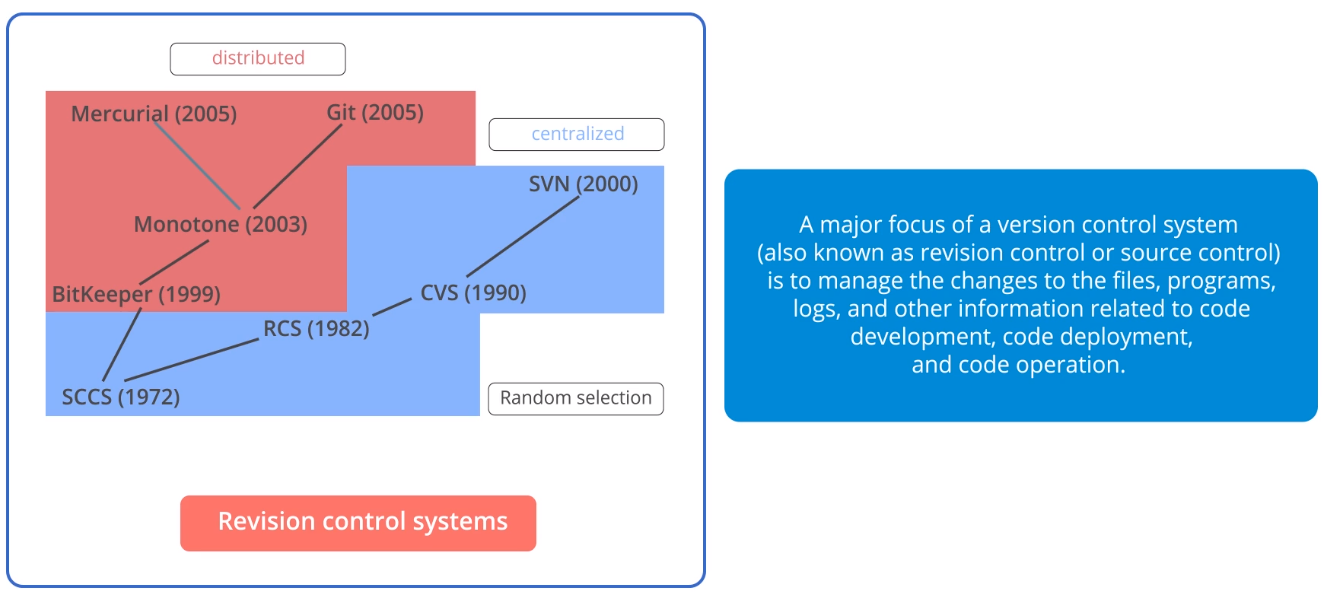 distributed
Mercurial (2005)
Git (2005)
centralized
SVN (2000)
Monotone (2003)
BitKeeper (1999)
CVS (1990)
RCS (1982)
SCCS (1972)
Random selection
Revision control systems
A major focus of a version control system
(also known as revision control or source control)
is to manage the changes to the files, programs,
logs, and other information related to code
development, code deployment,
and code operation.